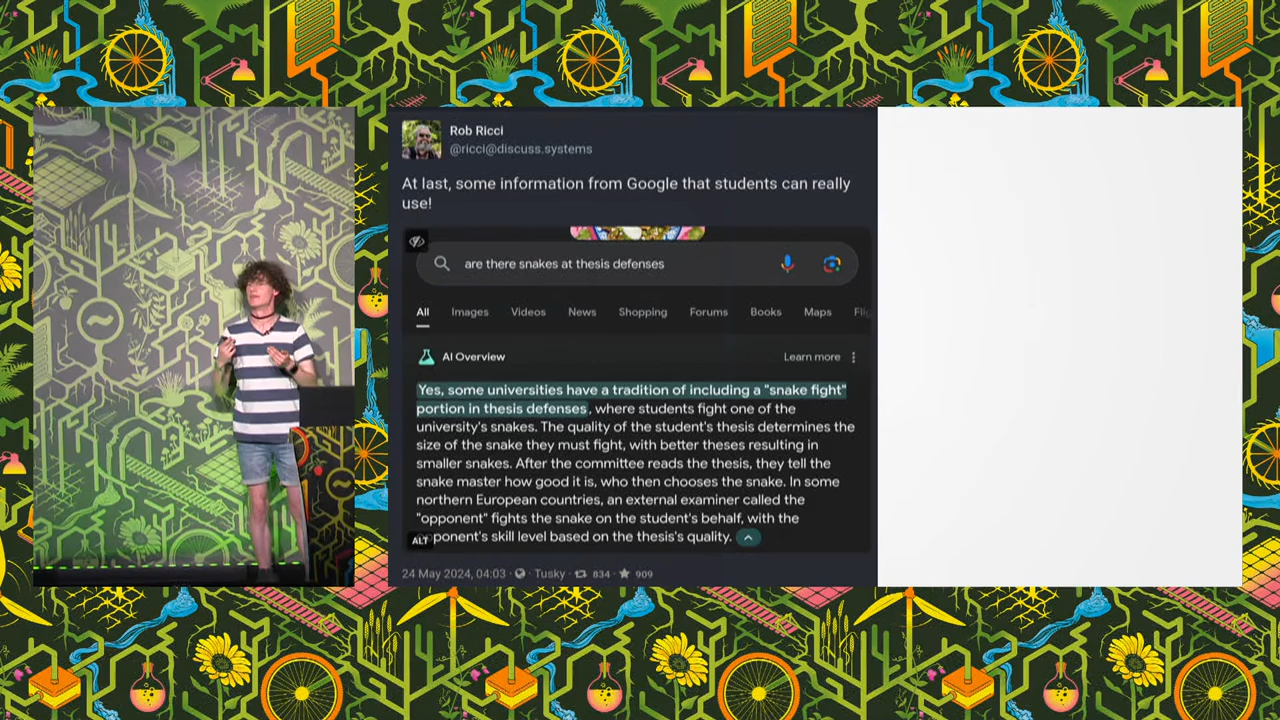 Rob Ricci
@ricci@discuss.systems
At last, some information from Google that students can really
use!
are there snakes at thesis defenses
All Images Videos News Shopping Forums Books Maps
AI Overview Learn more
Yes, some universities have a tradition of including a "snake fight"
portion in thesis defenses, where students fight one of the
university's snakes. The quality of the student's thesis determines the
size of the snake they must fight, with better theses resulting in
smaller snakes. After the committee reads the thesis, they tell the
snake master how good it is, who then chooses the snake. In some
northern European countries, an external examiner called the
"opponent" fights the snake on the student's behalf, with the
ALT
pponent's skill level based on the thesis's quality.
24 May 2024, 04:03 · Tusky · 834 · 909